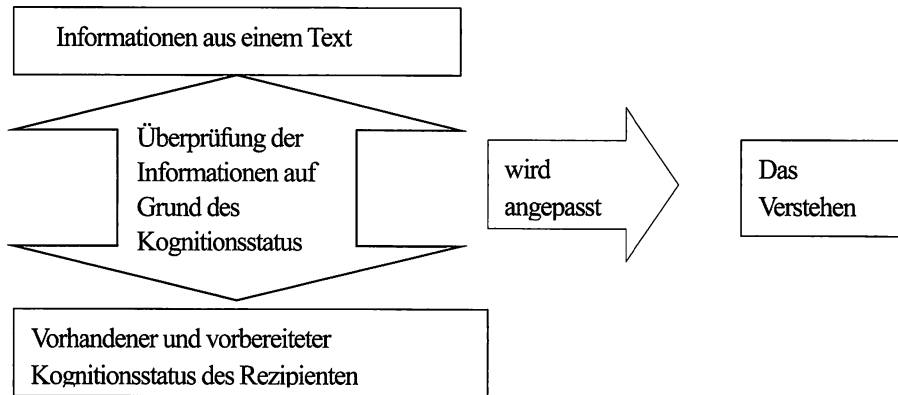 Informationen aus einem Text
Überprüfung der
Informationen auf
Grund des
Kognitionsstatus
wird
angepasst
Das
Verstehen
Vorhandener und vorbereiteter
Kognitionsstatus des Rezipienten